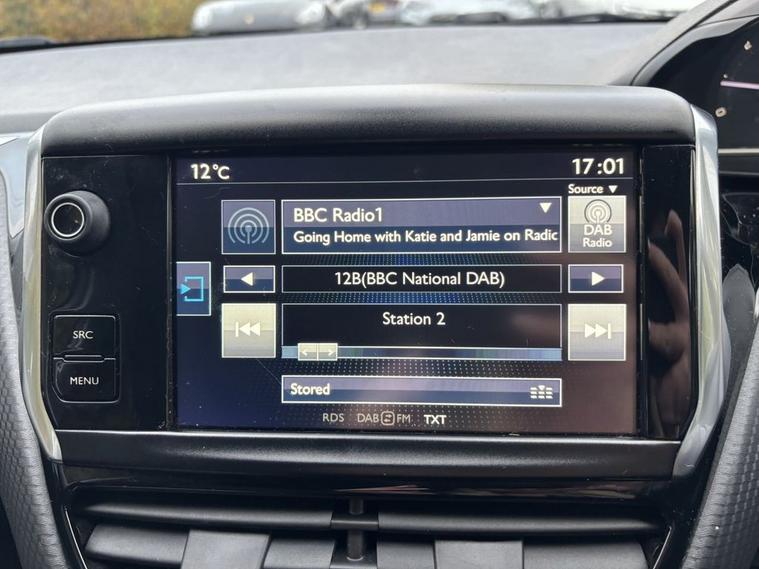 12°C
17:01
Source
BBC Radio1
Going Home with Katie and Jamie on Radic
DAB
Radio
12B(BBC National DAB)
Station 2
SRC
MENU
Stored
RDS DAB FM TXT